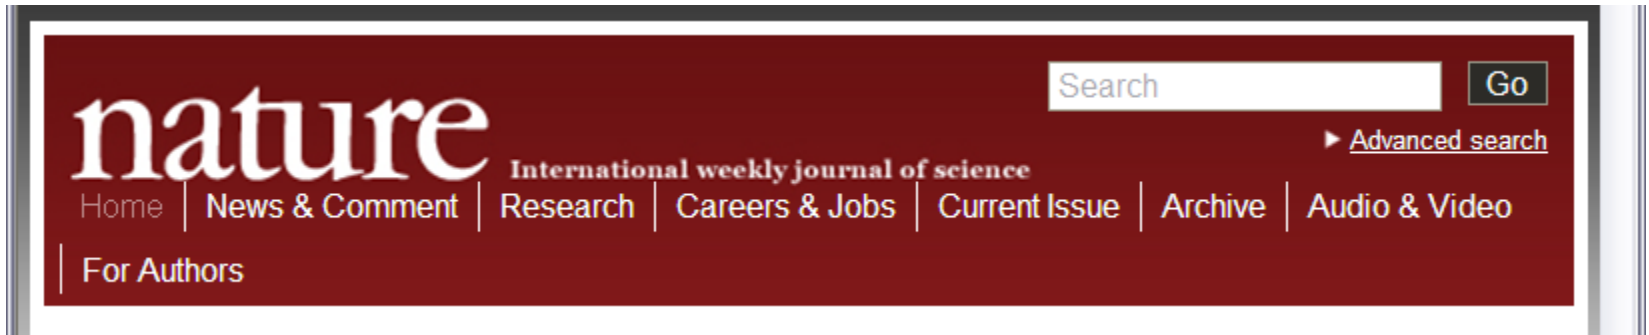 Search
Go
nature
International weekly journal of science
Advanced search
Home News & Comment Research Careers & Jobs Current Issue Archive Audio & Video
For Authors